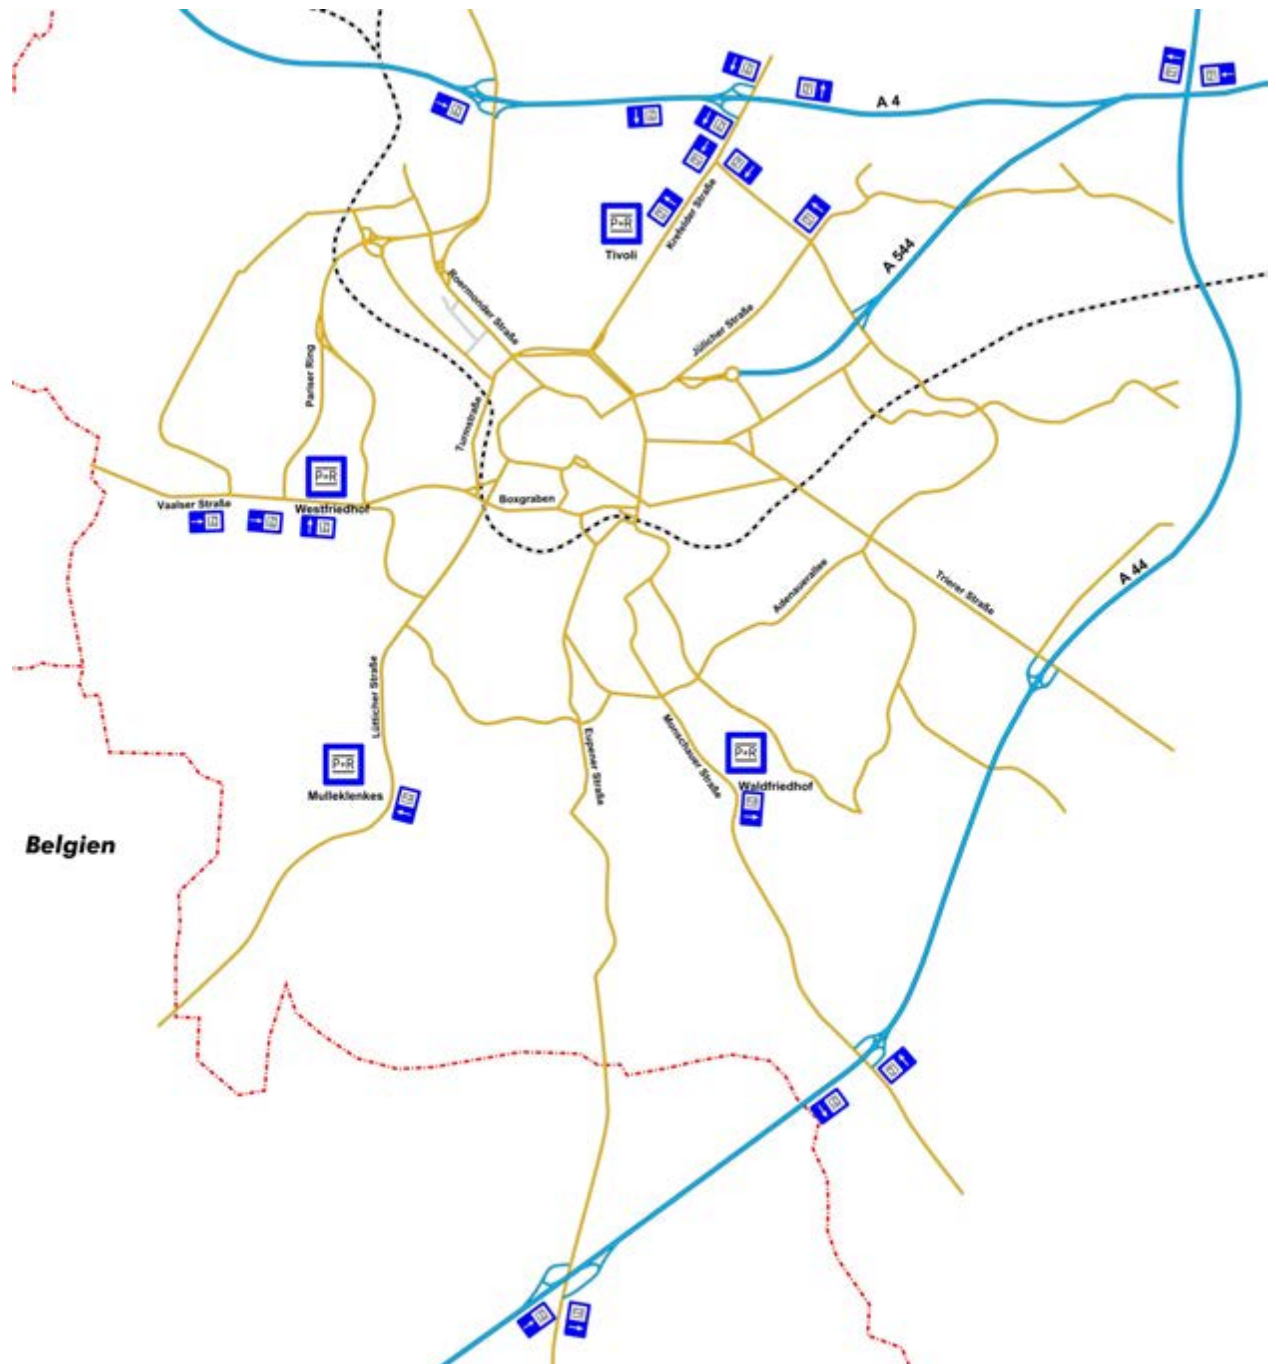 A 4
Krefelder Straße
P+R
Tivoli
A 544
Roermonder Straße
Jülicher Straße
Pariser Ring
Turmstraße
P+R
Westfriedhof
Vaalser Straße
Boxgraben
Adenauerallee
Trierer Straße
A 44
Lütticher Straße
Monschauer Straße
Eupener Straße
P+R
Waldfriedhof
P+R
Mulleklenkes
Belgien